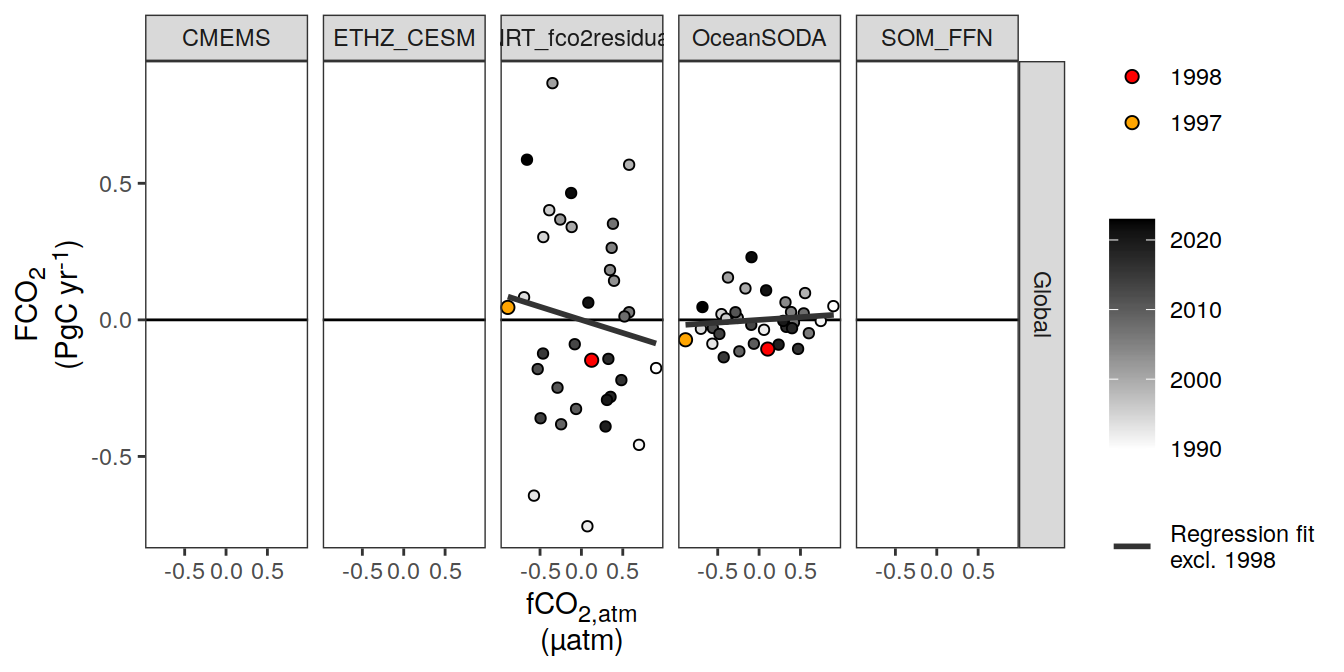 CMEMS ETHZ_CESM NRT_fco2residua OceanSODA SOM_FFN
1998
1997
0.5
0.0
-0.5
FCO2
(PgC yr-1)
Global
2020
2010
2000
1990
Regression fit
excl. 1998
-0.5 0.0 0.5 -0.5 0.0 0.5 -0.5 0.0 0.5 -0.5 0.0 0.5 -0.5 0.0 0.5
fCO2,atm
(µatm)